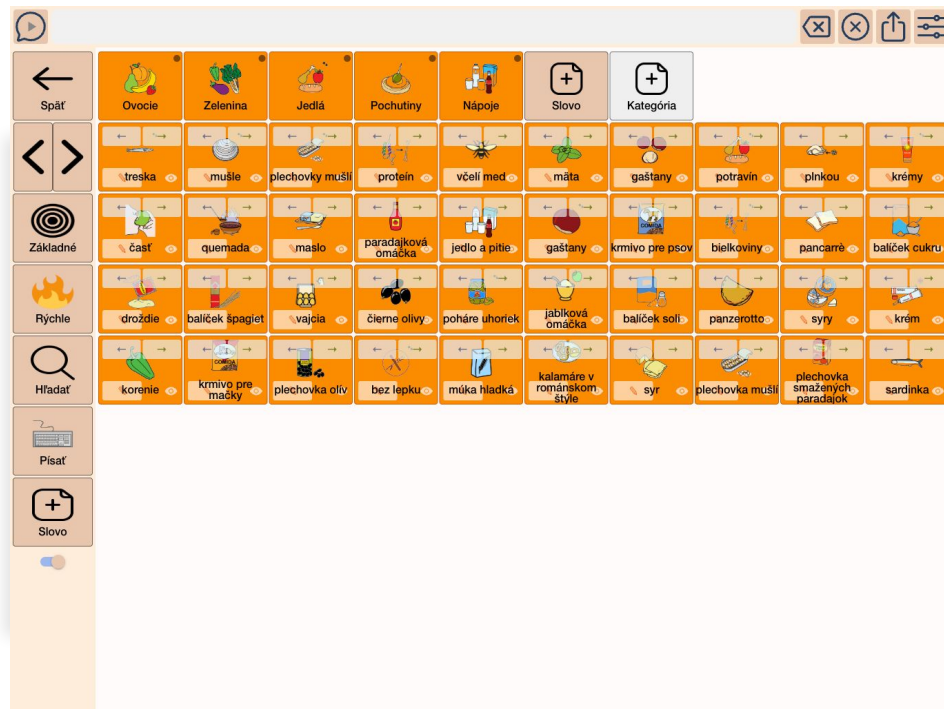 Späť
Ovocie
Zelenina
Jedlá
Pochutiny
Nápoje
Slovo
Kategória
treska
mušle
plechovky mušlí
proteín
včelí med
mäta
gaštany
potravín
plnkou
krémy
Základné
časť
quemada
maslo
paradajková
omáčka
jedlo a pitie
gaštany
COMIDA
krmivo pre psov
bielkoviny
pancarrè
balíček cukru
Rýchle
droždie
balíček špagiet
vajcia
čierne olivy
poháre uhoriek
jablková
omáčka
balíček soli
panzerotto
syry
krém
Hľadať
korenie
COMIDA
krmivo pre
mačky
plechovka olív
bez lepku
múka hladká
kalamáre v
románskom
štýle
syr
plechovka mušlí
plechovka
smažených
paradajok
sardinka
Písať
Slovo